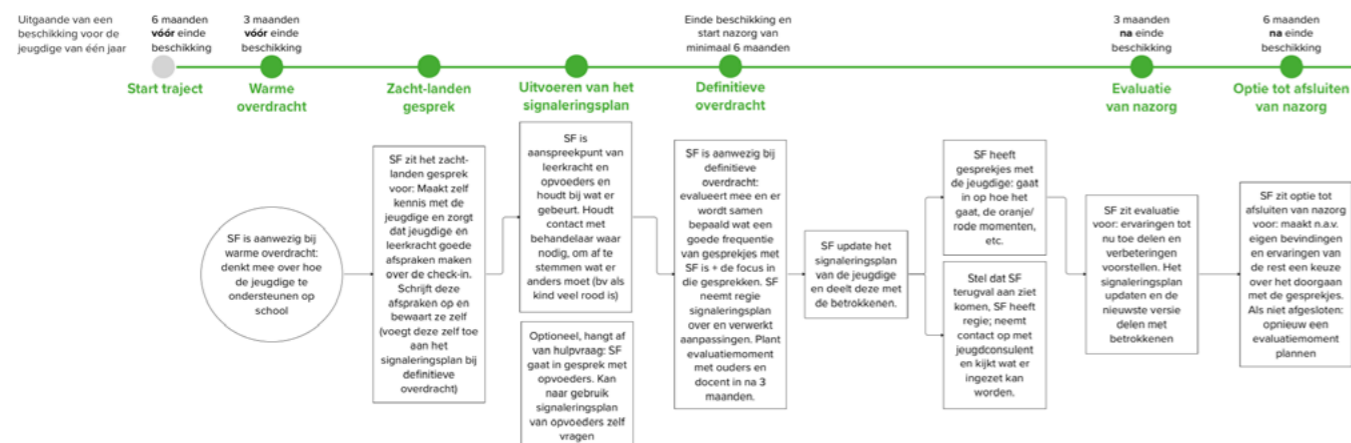 Uitgaande van een
beschikking voor de
jeugdige van één jaar
6 maanden
vóór einde
beschikking
3 maanden
vóór einde
beschikking
Einde beschikking en
start nazorg van
minimaal 6 maanden
3 maanden
na einde
beschikking
6 maanden
na einde
beschikking
Start traject
Warme
overdracht
Zacht-landen
gesprek
Uitvoeren van het
signaleringsplan
Definitieve
overdracht
Evaluatie
van nazorg
Optie tot afsluiten
van nazorg
SF is aanwezig bij
warme overdracht:
denkt mee over hoe
de jeugdige te
ondersteunen op
school
SF zit het zacht-
landen gesprek
voor: Maakt zelf
kennis met de
jeugdige en zorgt
dat jeugdige en
leerkracht goede
afspraken maken
over de check-in.
Schrijft deze
afspraken op en
bewaart ze zelf
(voegt deze zelf toe
aan het
signaleringsplan bij
definitieve
overdracht)
SF is
aanspreekpunt van
leerkracht en
opvoeders en
houdt bij wat er
gebeurt. Houdt
contact met
behandelaar waar
nodig, om af te
stemmen wat er
anders moet (bv als
kind veel rood is)
Optioneel, hangt af
van hulpvraag: SF
gaat in gesprek met
opvoeders. Kan
naar gebruik
signaleringsplan
van opvoeders zelf
vragen
SF is aanwezig bij
definitieve
overdracht:
evalueert mee en er
wordt samen
bepaald wat een
goede frequentie
van gesprekjes met
SF is + de focus in
die gesprekken. SF
neemt regie
signaleringsplan
over en verwerkt
aanpassingen. Plant
evaluatiemoment
met ouders en
docent in na 3
maanden.
SF update het
signaleringsplan
van de jeugdige
en deelt deze met
de betrokkenen.
SF heeft
gesprekjes met
de jeugdige: gaat
in op hoe het
gaat, de oranje/
rode momenten,
etc.
Stel dat SF
terugval aan ziet
komen, SF heeft
regie; neemt
contact op met
jeugdconsulent
en kijkt wat er
ingezet kan
worden.
SF zit evaluatie
voor: ervaringen tot
nu toe delen en
verbeteringen
voorstellen. Het
signaleringsplan
updaten en de
nieuwste versie
delen met
betrokkenen
SF zit optie tot
afsluiten van nazorg
voor: maakt n.a.v.
eigen bevindingen
en ervaringen van
de rest een keuze
over het doorgaan
met de gesprekjes.
Als niet afgesloten:
opnieuw een
evaluatiemoment
plannen